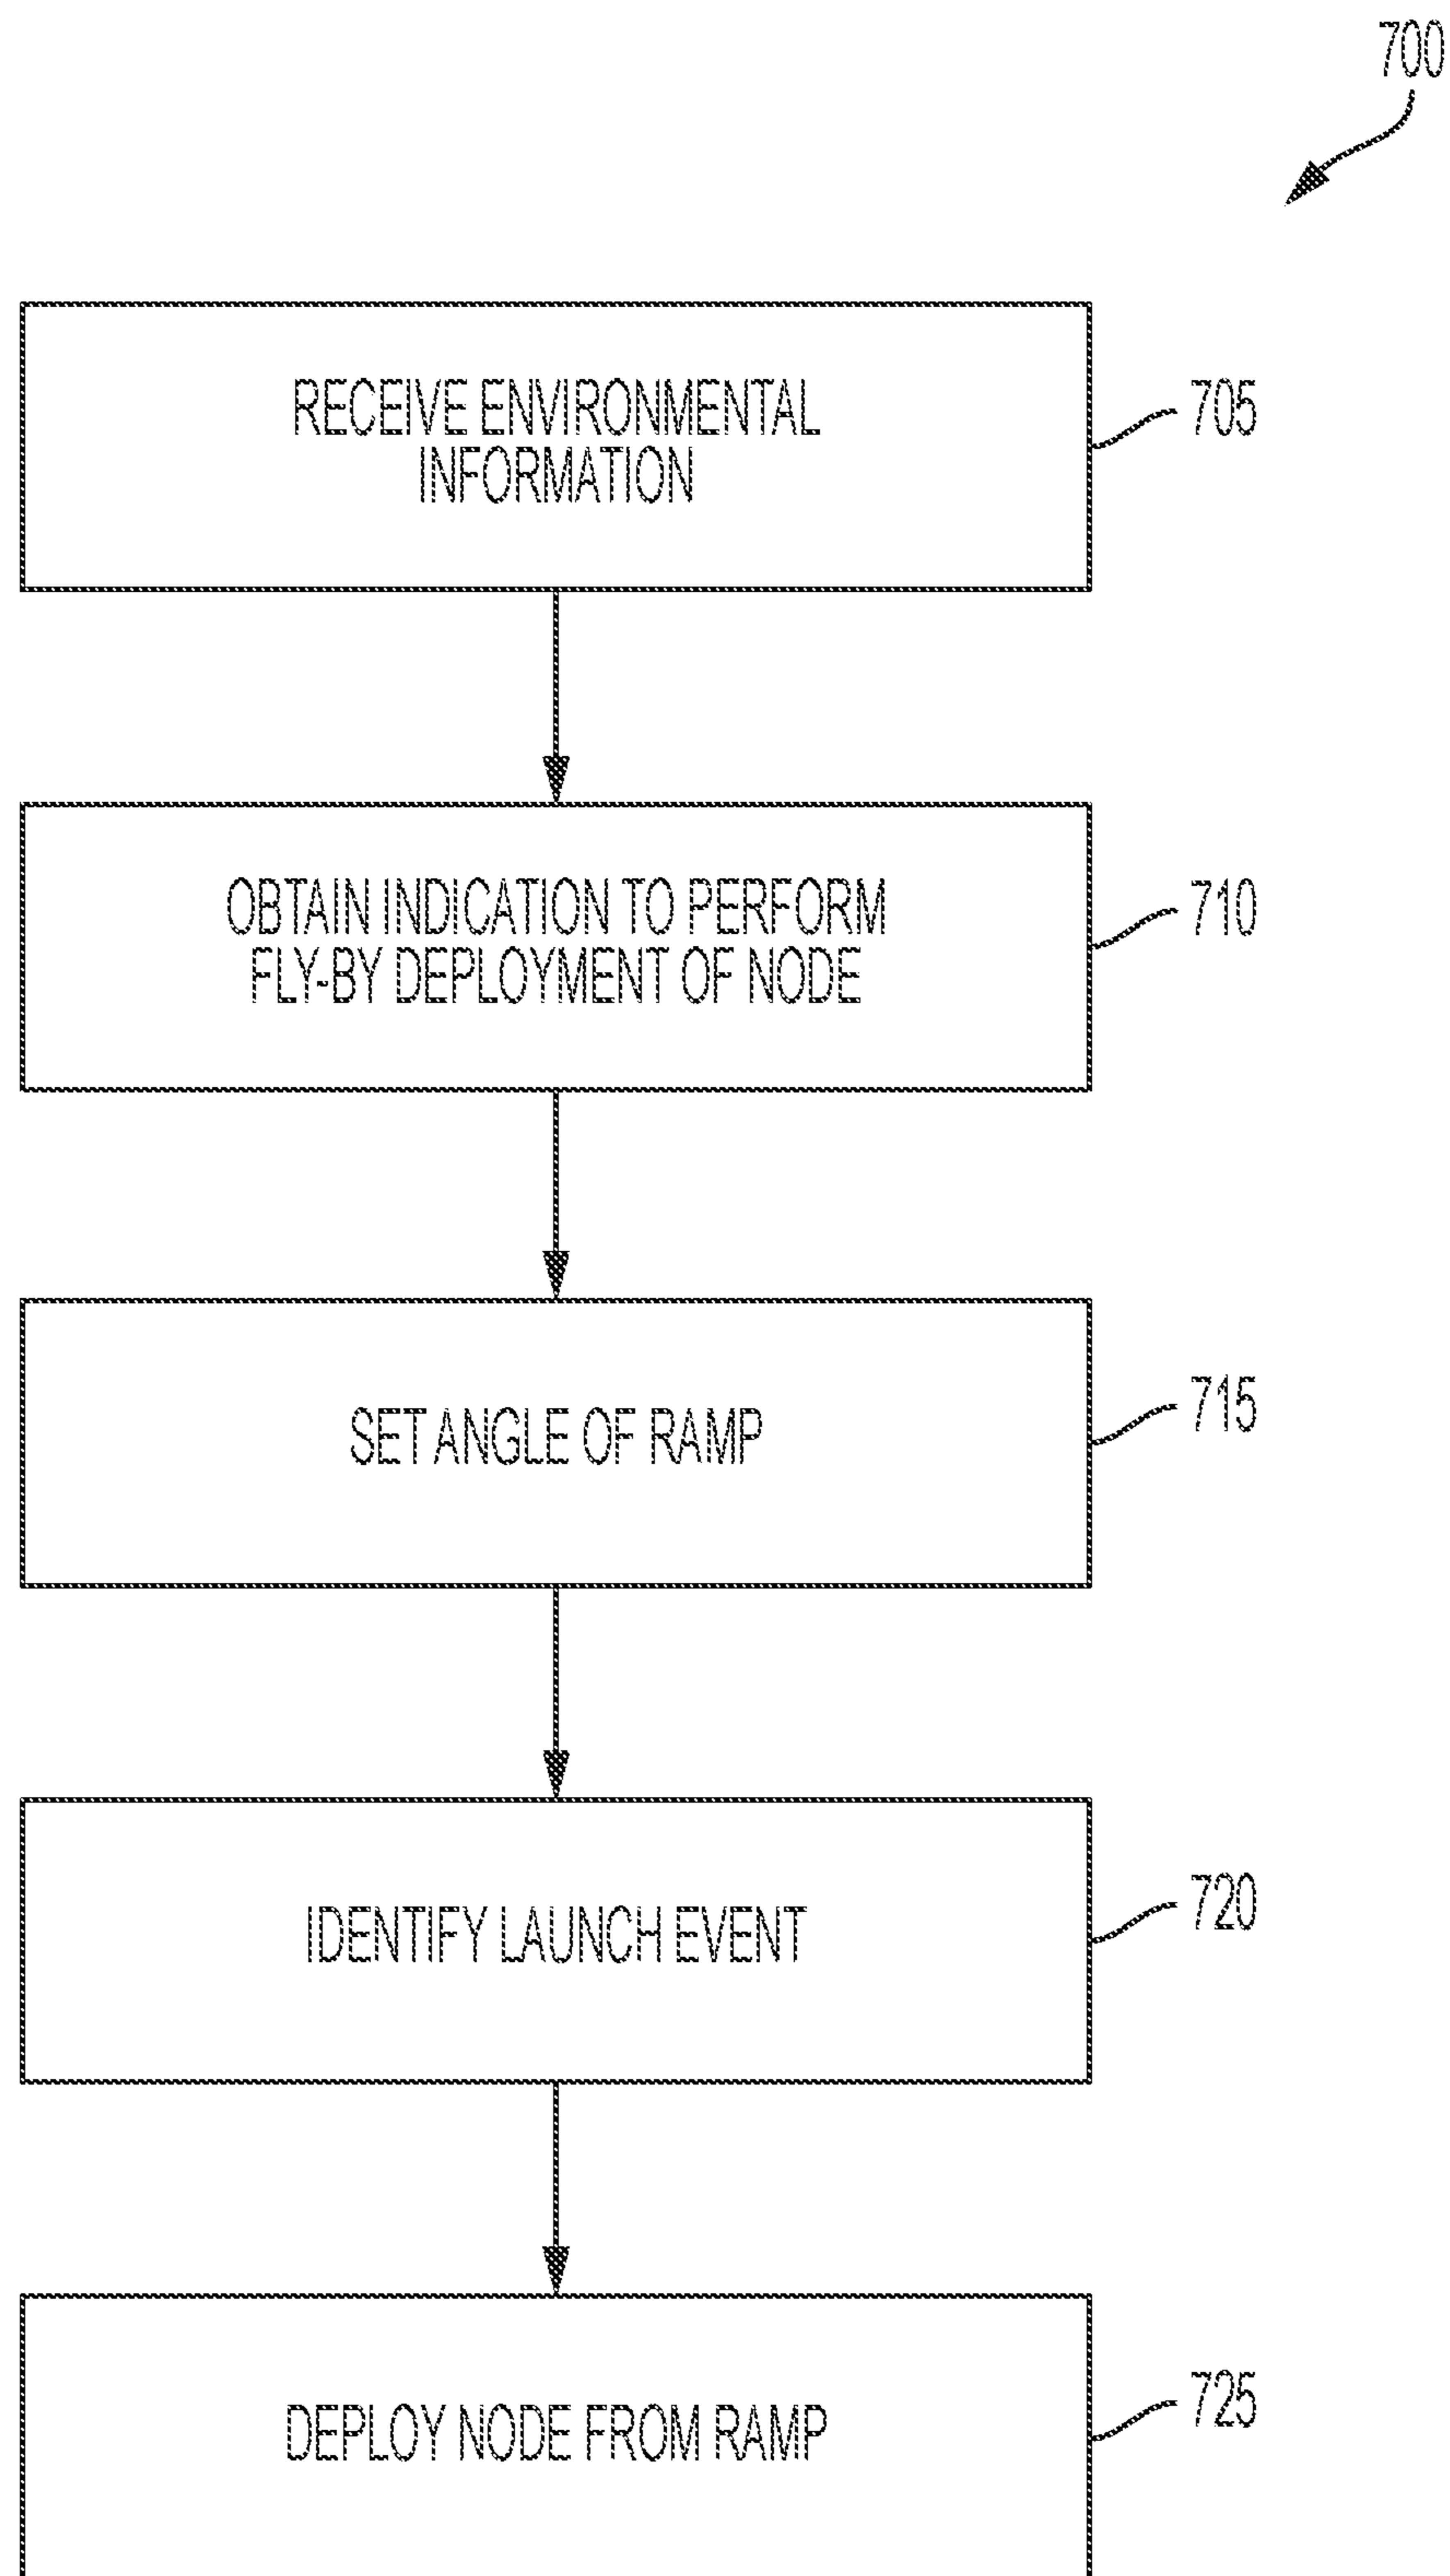 700
RECEIVE ENVIRONMENTAL
INFORMATION
705
OBTAIN INDICATION TO PERFORM
FLY-BY DEPLOYMENT OF NODE
710
SET ANGLE OF RAMP
715
IDENTIFY LAUNCH EVENT
720
DEPLOY NODE FROM RAMP
725